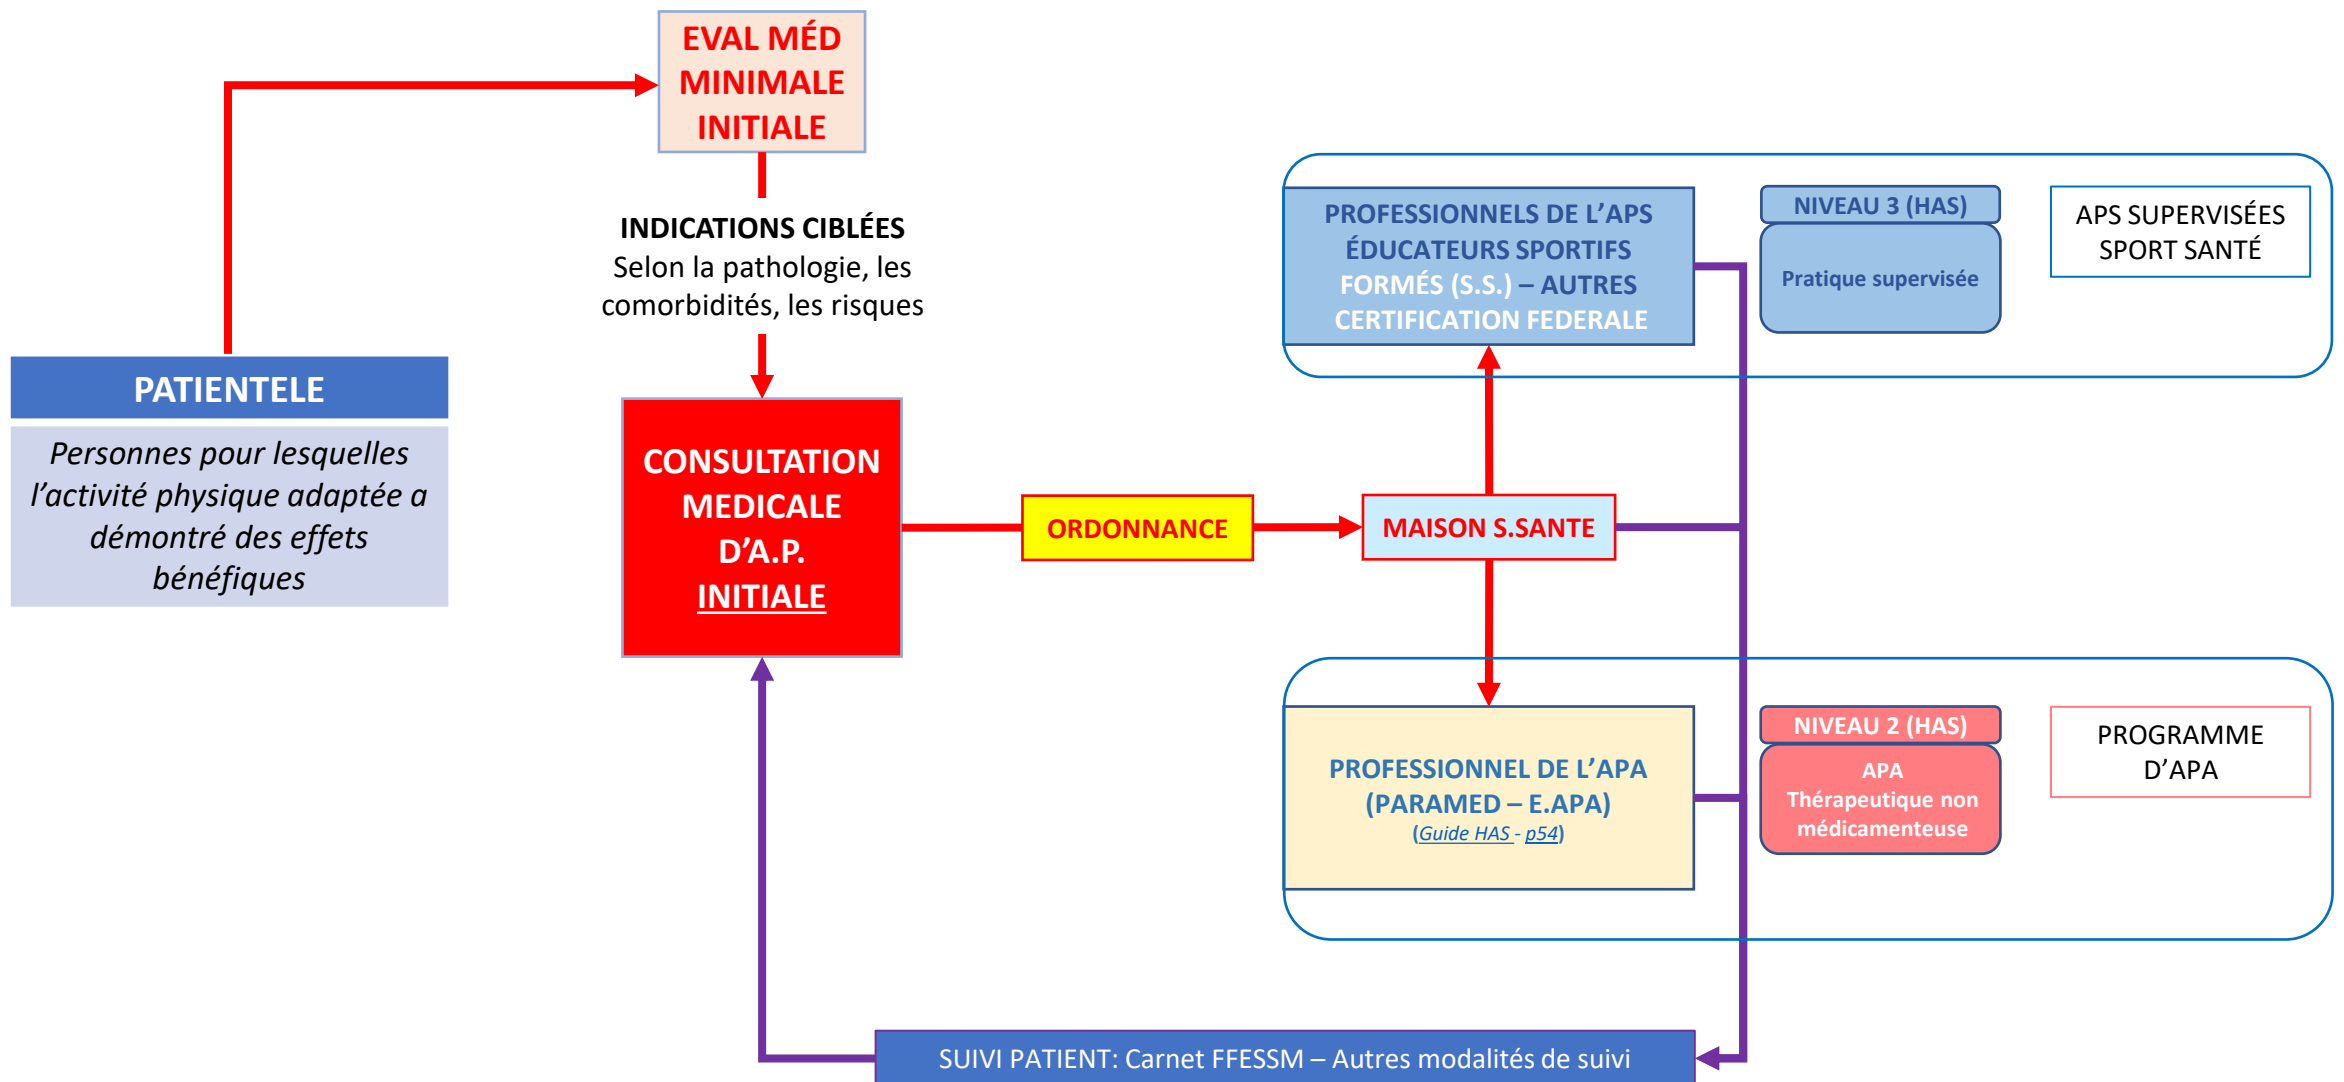 EVAL MÉD
MINIMALE
INITIALE
INDICATIONS CIBLÉES
Selon la pathologie, les
comorbidités, les risques
PATIENTELE
Personnes pour lesquelles
l’activité physique adaptée a
démontré des effets
bénéfiques
CONSULTATION
MEDICALE
D’A.P.
INITIALE
ORDONNANCE
MAISON S.SANTE
PROFESSIONNELS DE L’APS
ÉDUCATEURS SPORTIFS
FORMÉS (S.S.) – AUTRES
CERTIFICATION FEDERALE
NIVEAU 3 (HAS)
Pratique supervisée
APS SUPERVISÉES
SPORT SANTÉ
PROFESSIONNEL DE L’APA
(PARAMED – E.APA)
(Guide HAS - p54)
NIVEAU 2 (HAS)
APA
Thérapeutique non
médicamenteuse
PROGRAMME
D’APA
SUIVI PATIENT: Carnet FFESSM – Autres modalités de suivi